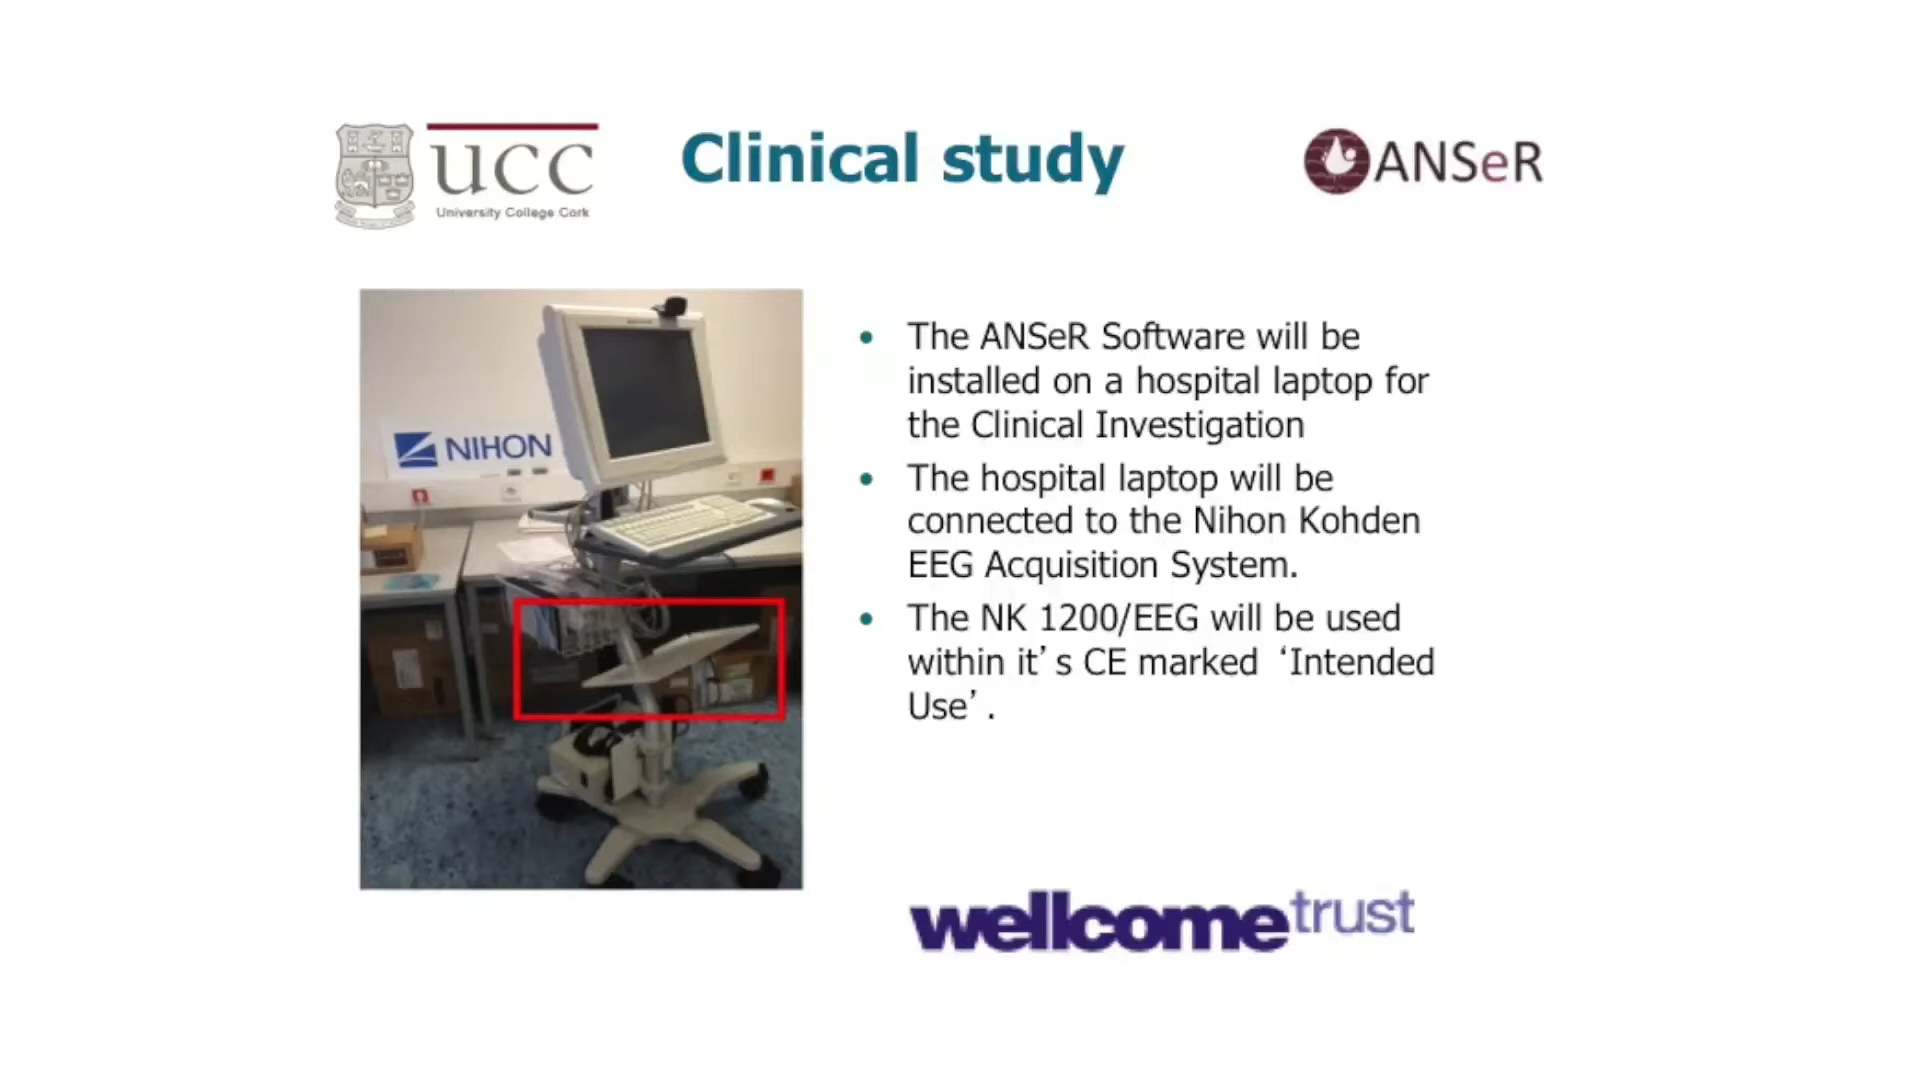 ucc
University College Cork
Clinical study
ANSeR
NIHON
The ANSeR Software will be
installed on a hospital laptop for
the Clinical Investigation
The hospital laptop will be
connected to the Nihon Kohden
EEG Acquisition System.
The NK 1200/EEG will be used
within it’s CE marked ‘Intended
Use’.
wellcometrust